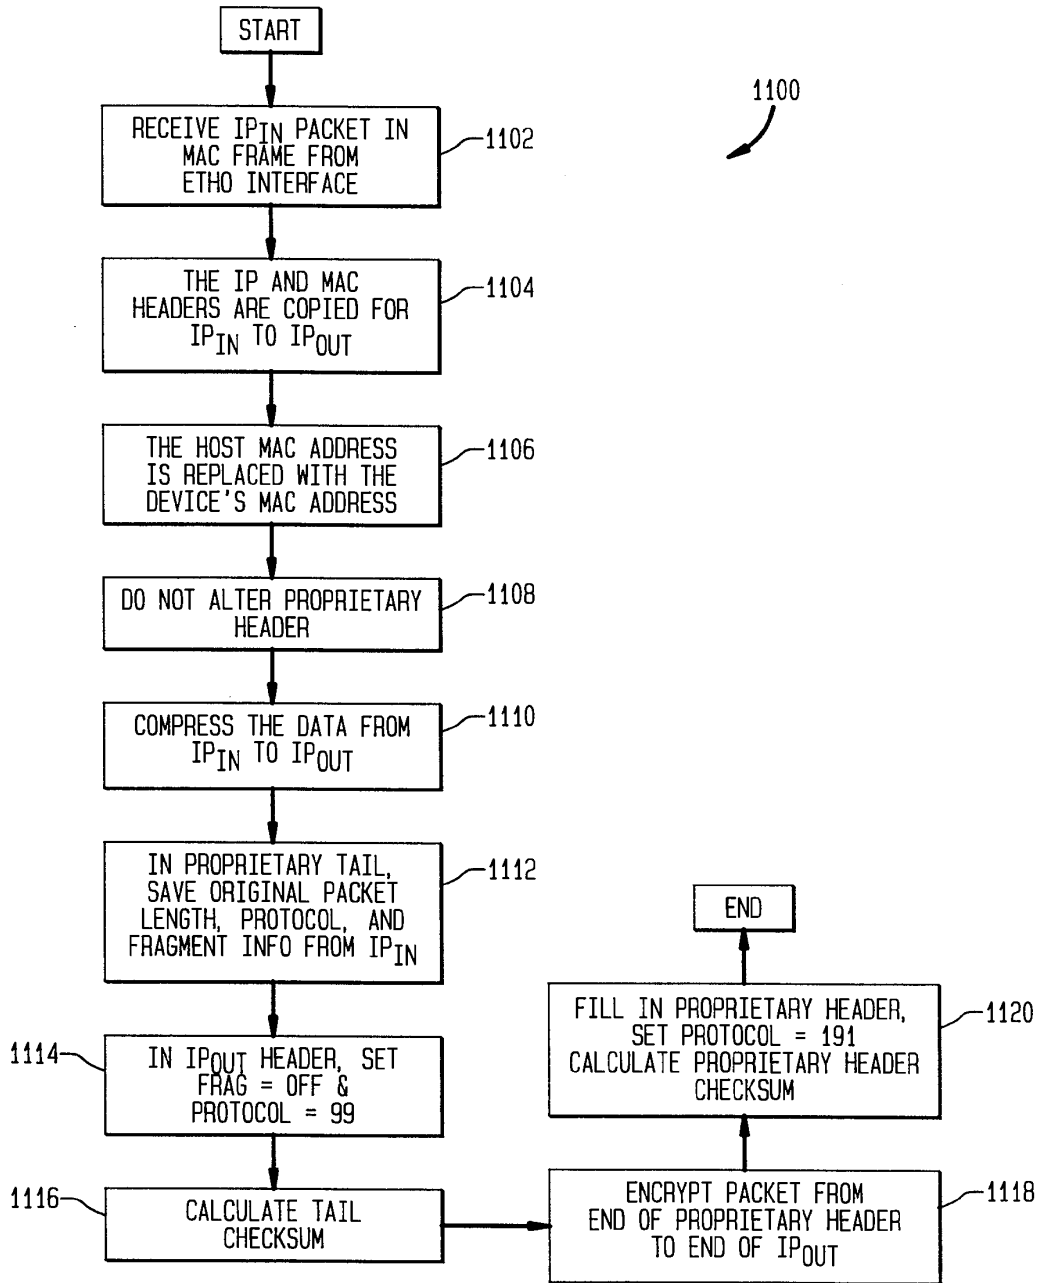 START
1100
RECEIVE IPIN PACKET IN
MAC FRAME FROM
ETHO INTERFACE
1102
THE IP AND MAC
HEADERS ARE COPIED FOR
IPIN TO IPOUT
1104
THE HOST MAC ADDRESS
IS REPLACED WITH THE
DEVICE'S MAC ADDRESS
1106
DO NOT ALTER PROPRIETARY
HEADER
1108
COMPRESS THE DATA FROM
IPIN TO IPOUT
1110
IN PROPRIETARY TAIL,
SAVE ORIGINAL PACKET
LENGTH, PROTOCOL, AND
FRAGMENT INFO FROM IPIN
1112
1114
IN IPOUT HEADER, SET
FRAG = OFF &
PROTOCOL = 99
1116
CALCULATE TAIL
CHECKSUM
ENCRYPT PACKET FROM
END OF PROPRIETARY HEADER
TO END OF IPOUT
1118
FILL IN PROPRIETARY HEADER,
SET PROTOCOL = 191
CALCULATE PROPRIETARY HEADER
CHECKSUM
1120
END